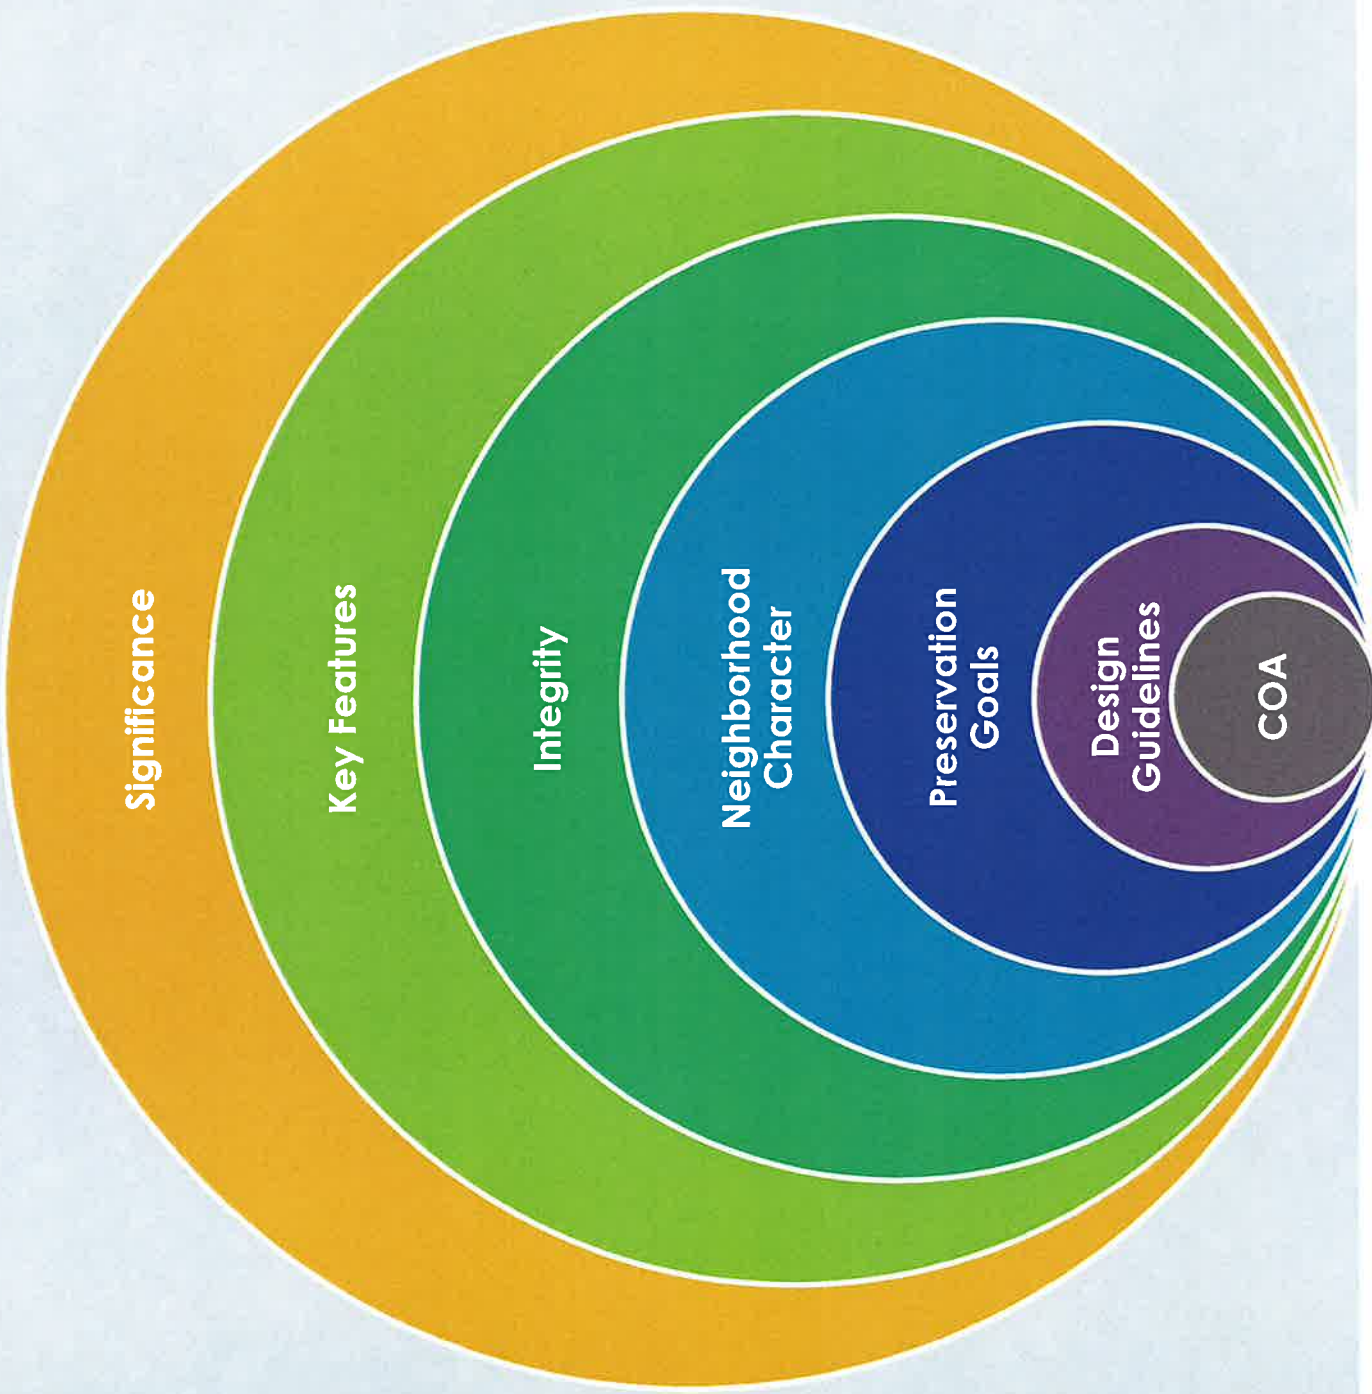 Significance
Key Features
Integrity
Neighborhood
Character
Preservation
Goals
Design
Guidelines
COA